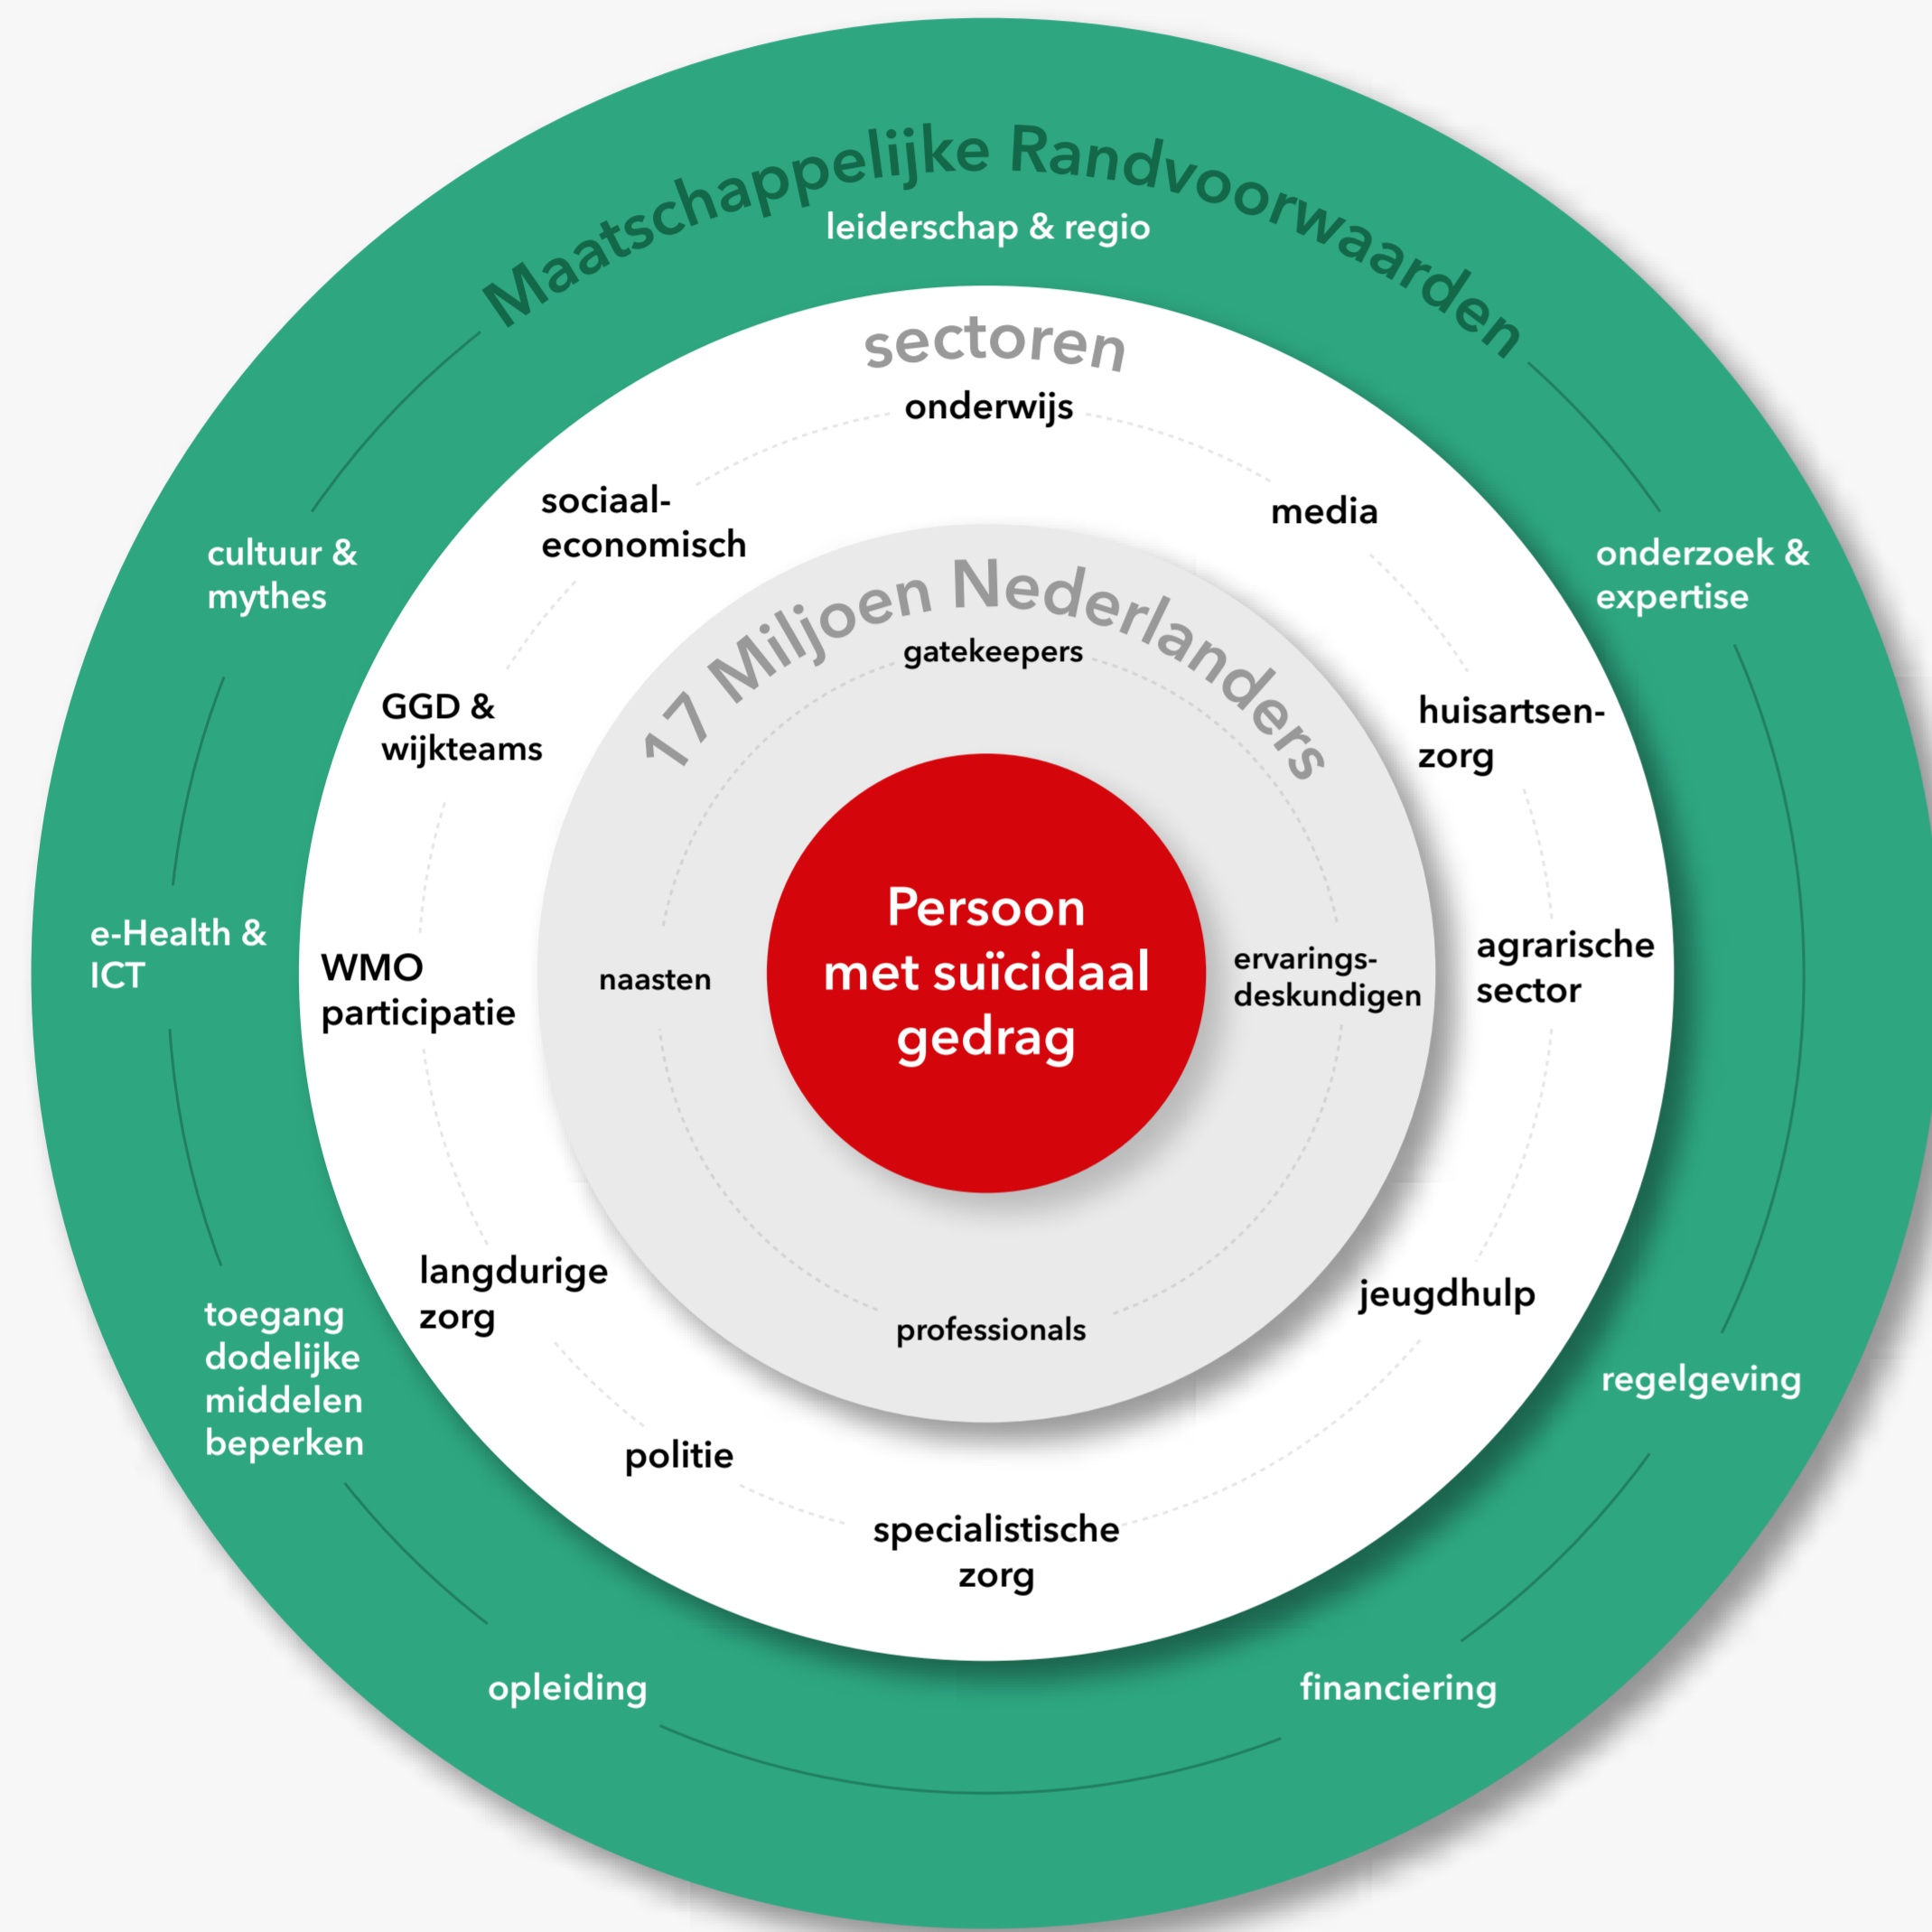 Maatschappelijke Randvoorwaarden
leiderschap & regio
onderzoek &
expertise
regelgeving
financiering
opleiding
toegang
dodelijke
middelen
beperken
e-Health &
ICT
cultuur &
mythes
sectoren
onderwijs
media
huisartsen-
zorg
agrarische
sector
jeugdhulp
specialistische
zorg
politie
langdurige
zorg
WMO
participatie
GGD &
wijkteams
sociaal-
economisch
17 Miljoen Nederlanders
gatekeepers
ervarings-
deskundigen
professionals
naasten
Persoon
met suïcidaal
gedrag